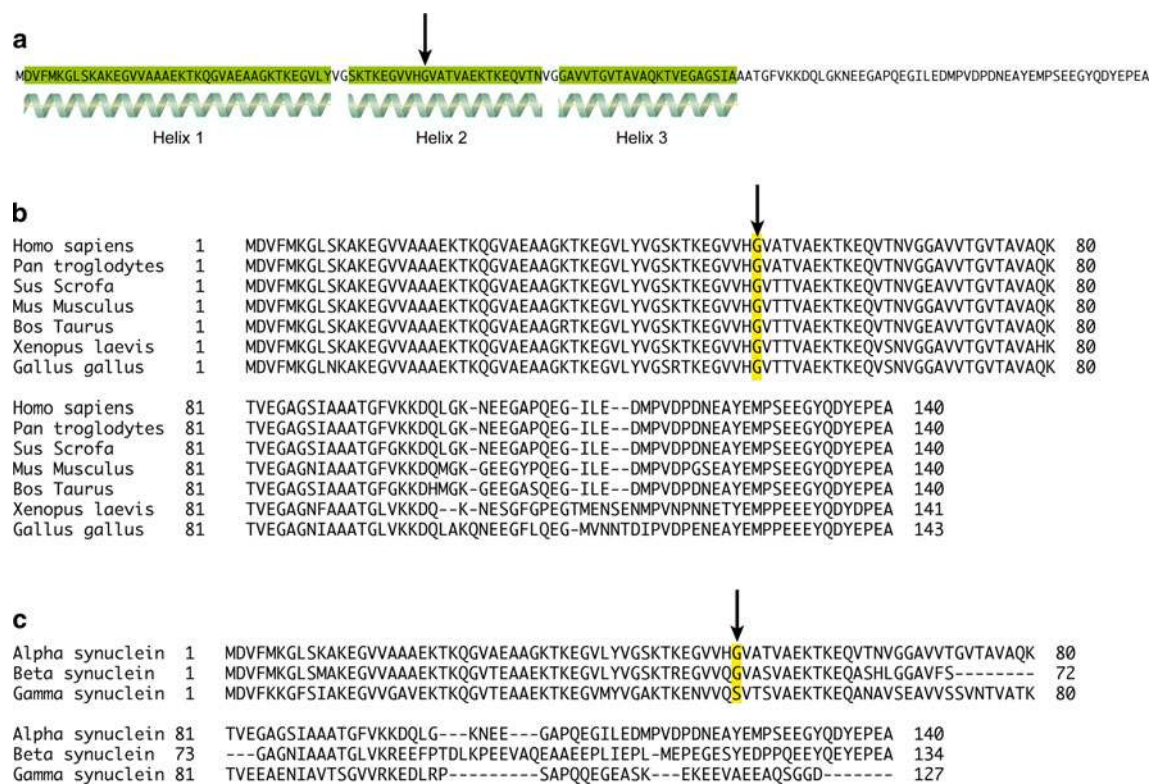 a
MDVFMKGLSKAKEGVVAAAEKTKQGVAEAAGKTKEGVLYVGSKTKEGVVHGVATVAEKTKEQVTNVGGAVVTGVTAVAQKTVEGAGSIAAATGFVKKDQLGKNEEGAPQEGILEDMPVDPDNEAYEMPSEEGYQDYEPEA
Helix 1 Helix 2 Helix 3
b
Homo sapiens 1 MDVFMKGLSKAKEGVVAAAEKTKQGVAEAAGKTKEGVLYVGSKTKEGVVHGVATVAEKTKEQVTNVGGAVVTGVTAVAQK 80
Pan troglodytes 1 MDVFMKGLSKAKEGVVAAAEKTKQGVAEAAGKTKEGVLYVGSKTKEGVVHGVATVAEKTKEQVTNVGGAVVTGVTAVAQK 80
Sus Scrofa 1 MDVFMKGLSKAKEGVVAAAEKTKQGVAEAAGKTKEGVLYVGSKTKEGVVHGVTTVAEKTKEQVTNVGEAVVTGVTAVAQK 80
Mus Musculus 1 MDVFMKGLSKAKEGVVAAAEKTKQGVAEAAGKTKEGVLYVGSKTKEGVVHGVTTVAEKTKEQVTNVGGAVVTGVTAVAQK 80
Bos Taurus 1 MDVFMKGLSKAKEGVVAAAEKTKQGVAEAAGRTKEGVLYVGSKTKEGVVHGVTTVAEKTKEQVTNVGEAVVTGVTAVAQK 80
Xenopus laevis 1 MDVFMKGLSKAKEGVVAAAEKTKQGVAEAAGKTKEGVLYVGSKTKEGVVHGVTTVAEKTKEQVSNVGGAVVTGVTAVAHK 80
Gallus gallus 1 MDVFMKGLNKAKEGVVAAAEKTKQGVAEAAGKTKEGVLYVGSRTKEGVVHGVTTVAEKTKEQVSNVGGAVVTGVTAVAQK 80
Homo sapiens 81 TVEGAGSIAAATGFVKKDQLGK-NEEGAPQEG-ILE--DMPVDPDNEAYEMPSEEGYQDYEPEA 140
Pan troglodytes 81 TVEGAGSIAAATGFVKKDQLGK-NEEGAPQEG-ILE--DMPVDPDNEAYEMPSEEGYQDYEPEA 140
Sus Scrofa 81 TVEGAGSIAAATGFGKKDQLGK-NEEGAPQEG-ILE--DMPVDPDNEAYEMPSEEGYQDYEPEA 140
Mus Musculus 81 TVEGAGNIAAATGFVKKDQMGK-GEEGYPQEG-ILE--DMPVDPGSEAYEMPSEEGYQDYEPEA 140
Bos Taurus 81 TVEGAGSIAAATGFGKKDHMGK-GEEGASQEG-ILE--DMPVDPDNEAYEMPSEEGYQDYEPEA 140
Xenopus laevis 81 TVEGAGNFAAATGLVKKDQ--K-NESGFGPEGTMENSENMPVNPNNETYEMPPEEEYQDYDPEA 141
Gallus gallus 81 TVEGAGNIAAATGLVKKDQLAKQNEEGFLQEG-MVNNTDIPVDPENEAYEMPPEEEYQDYEPEA 143
c
Alpha synuclein 1 MDVFMKGLSKAKEGVVAAAEKTKQGVAEAAGKTKEGVLYVGSKTKEGVVHGVATVAEKTKEQVTNVGGAVVTGVTAVAQK 80
Beta synuclein 1 MDVFMKGLSMAKEGVVAAAEKTKQGVTEAAEKTKEGVLYVGSKTREGVVQGVASVAEKTKEQASHLGGAVFS-------- 72
Gamma synuclein 1 MDVFKKGFSIAKEGVVGAVEKTKQGVTEAAEKTKEGVMYVGAKTKENVVQSVTSVAEKTKEQANAVSEAVVSSVNTVATK 80
Alpha synuclein 81 TVEGAGSIAAATGFVKKDQLG---KNEE---GAPQEGILEDMPVDPDNEAYEMPSEEGYQDYEPEA 140
Beta synuclein 73 ---GAGNIAAATGLVKREEFPTDLKPEEVAQEAAEEPLIEPL-MEPEGESYEDPPQEEYQEYEPEA 134
Gamma synuclein 81 TVEEAENIAVTSGVVRKEDLRP---------SAPQQEGEASK---EKEEVAEEAQSGGD------- 127